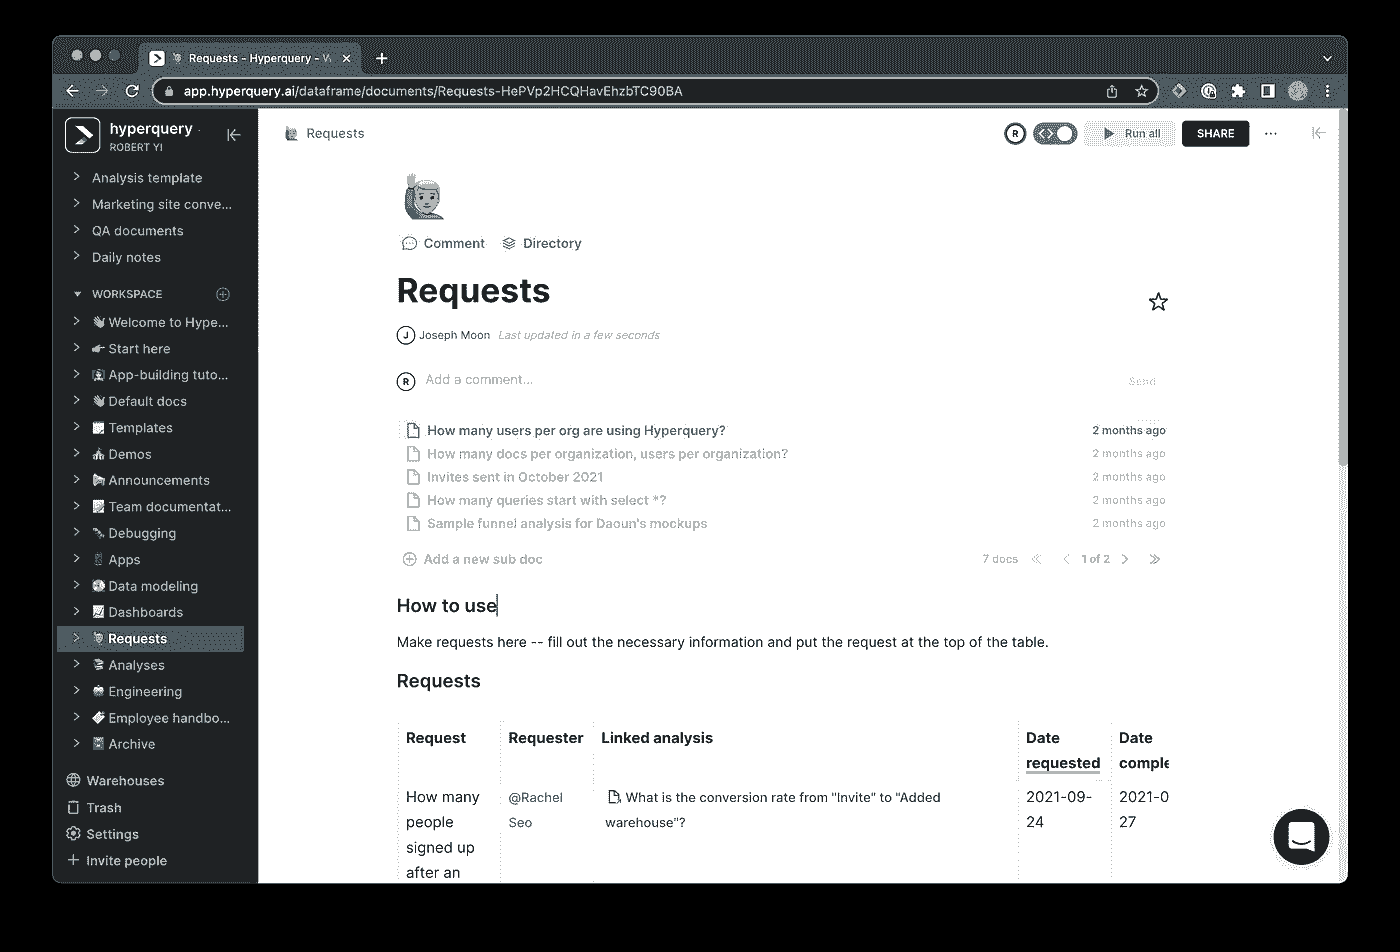 Requests - Hyperquery - V
app.hyperquery.ai/dataframe/documents/Requests-HePVp2HCQHavEhzbTC90BA
hyperquery
ROBERT YI
Analysis template
Marketing site conve...
QA documents
Daily notes
WORKSPACE
Welcome to Hype...
Start here
App-building tuto...
Default docs
Templates
Demos
Announcements
Team documentat...
Debugging
Apps
Data modeling
Dashboards
Requests
Analyses
Engineering
Employee handbo...
Archive
Warehouses
Trash
Settings
Invite people
Requests
R
Run all
SHARE
Comment Directory
Requests
J Joseph Moon Last updated in a few seconds
R Add a comment... Send
How many users per org are using Hyperquery? 2 months ago
How many docs per organization, users per organization? 2 months ago
Invites sent in October 2021 2 months ago
How many queries start with select *? 2 months ago
Sample funnel analysis for Daoun's mockups 2 months ago
Add a new sub doc 7 docs 1 of 2
How to use
Make requests here -- fill out the necessary information and put the request at the top of the table.
Requests
Request Requester Linked analysis Date Date
requested comple
How many @Rachel What is the conversion rate from "Invite" to "Added 2021-09- 2021-0
people Seo warehouse"? 24 27
signed up
after an